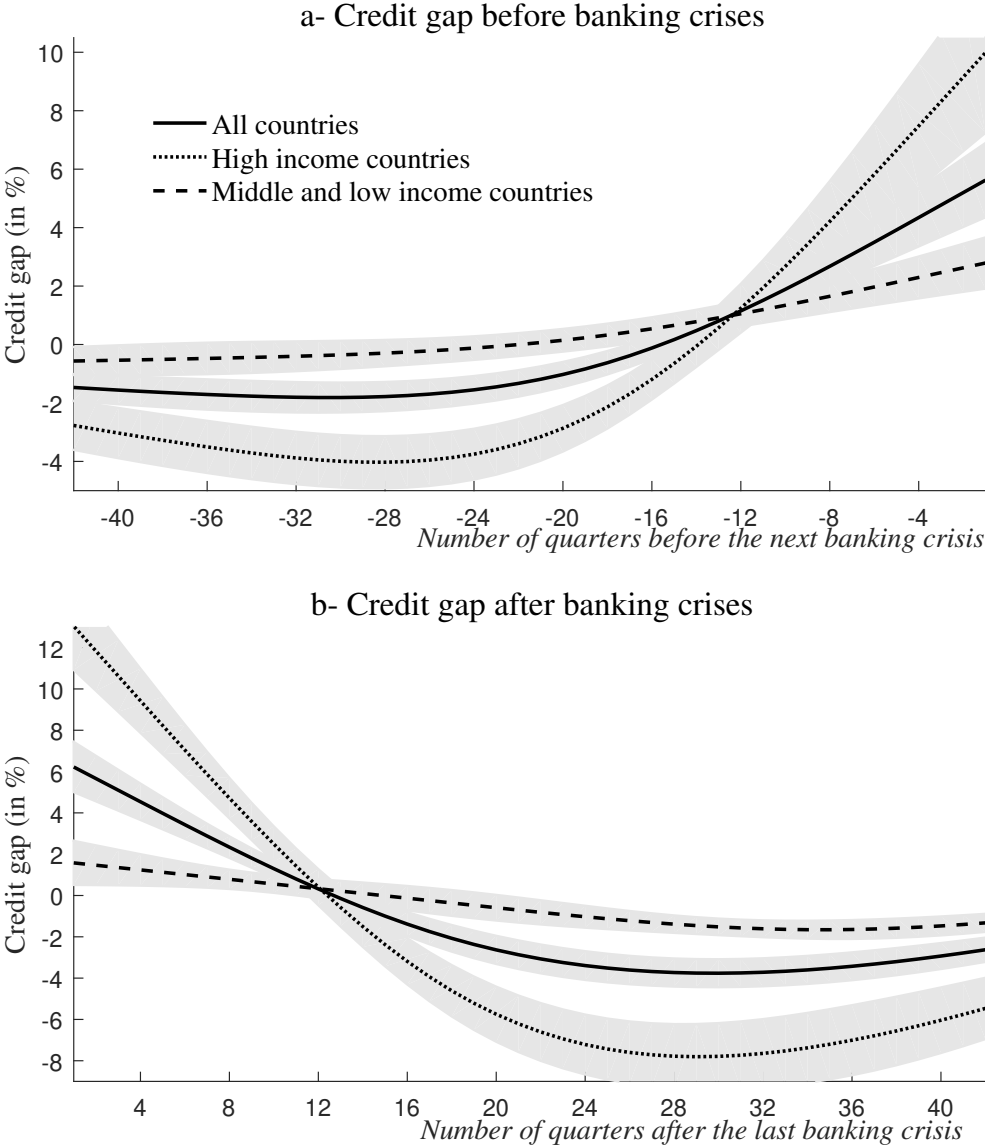 a- Credit gap before banking crises
10
8
6
4
2
0
-2
-4
Credit gap (in %)
All countries
High income countries
Middle and low income countries
-40 -36 -32 -28 -24 -20 -16 -12 -8 -4
Number of quarters before the next banking crisis
b- Credit gap after banking crises
12
10
8
6
4
2
0
-2
-4
-6
-8
Credit gap (in %)
4 8 12 16 20 24 28 32 36 40
Number of quarters after the last banking crisis